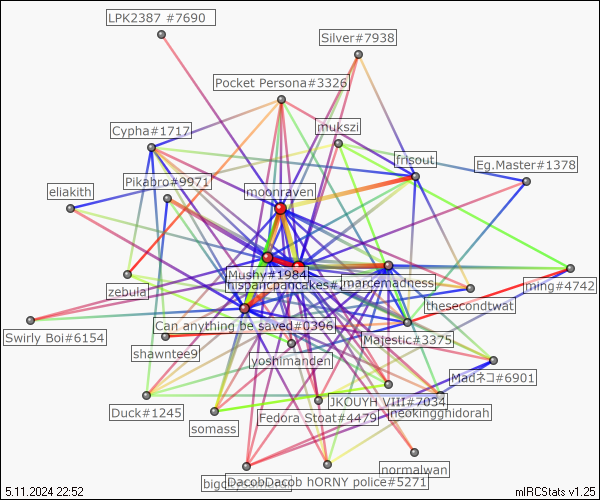 LPK2387 #7690
Silver#7938
Pocket Persona#3326
mukszi
Cypha#1717
frisout
Eg.Master#1378
Pikabro#9971
eliakith
moonraven
Mushy#1984
hispanicpancakes#
marcemadness
zebula
ming#4742
thesecondtwat
Can anything be saved#0396
Majestic#3375
Swirly Boi#6154
shawntee9
yoshimanden
Madネコ#6901
JKOUYH VIII#7034
Duck#1245
neokingghidorah
Fedora Stoat#4479
somass
normalwan
DacobDacob hORNY police#5271
5.11.2024 22:52
mIRCStats v1.25